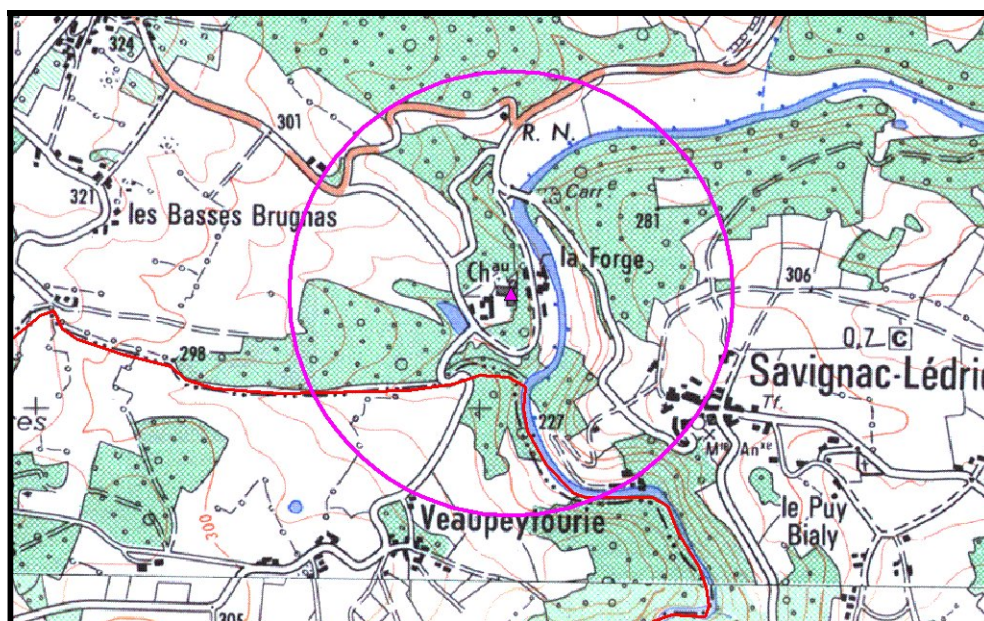 324
301
R. N.
321
les Basses Brugnas
Carr.e
281
la Forge
Chau
306
298
0,7 C
Savignac-Lédri
Tf.
res
227
Mie Anxe
300
Veaupeyfourie
le Puy
Bialy
305